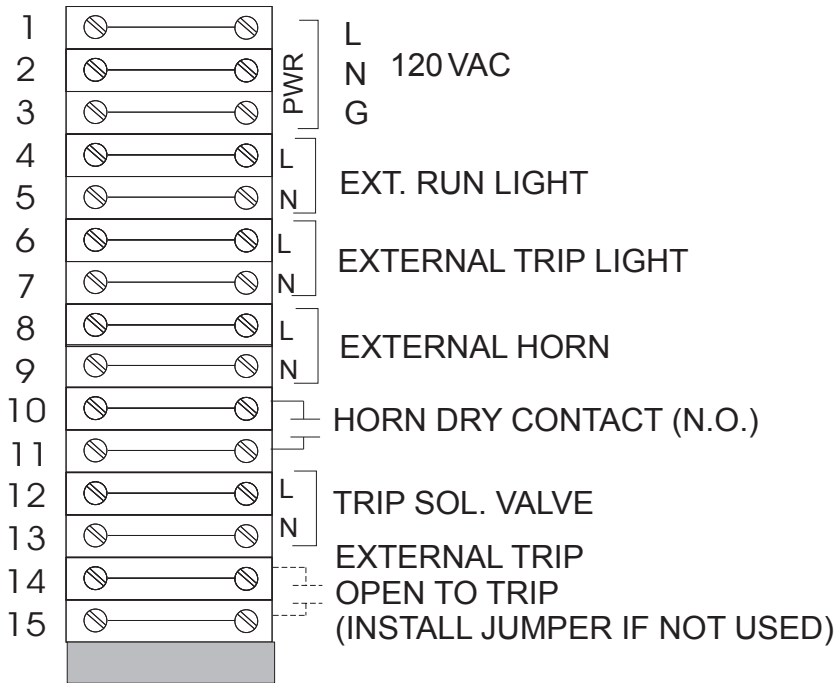 1 L
2 PWR N 120 VAC
3 G
4 L
EXT. RUN LIGHT
5 N
6 L
EXTERNAL TRIP LIGHT
7 N
8 L
EXTERNAL HORN
9 N
10
HORN DRY CONTACT (N.O.)
11
12 L
TRIP SOL. VALVE
13 N
EXTERNAL TRIP
14
OPEN TO TRIP
15 (INSTALL JUMPER IF NOT USED)